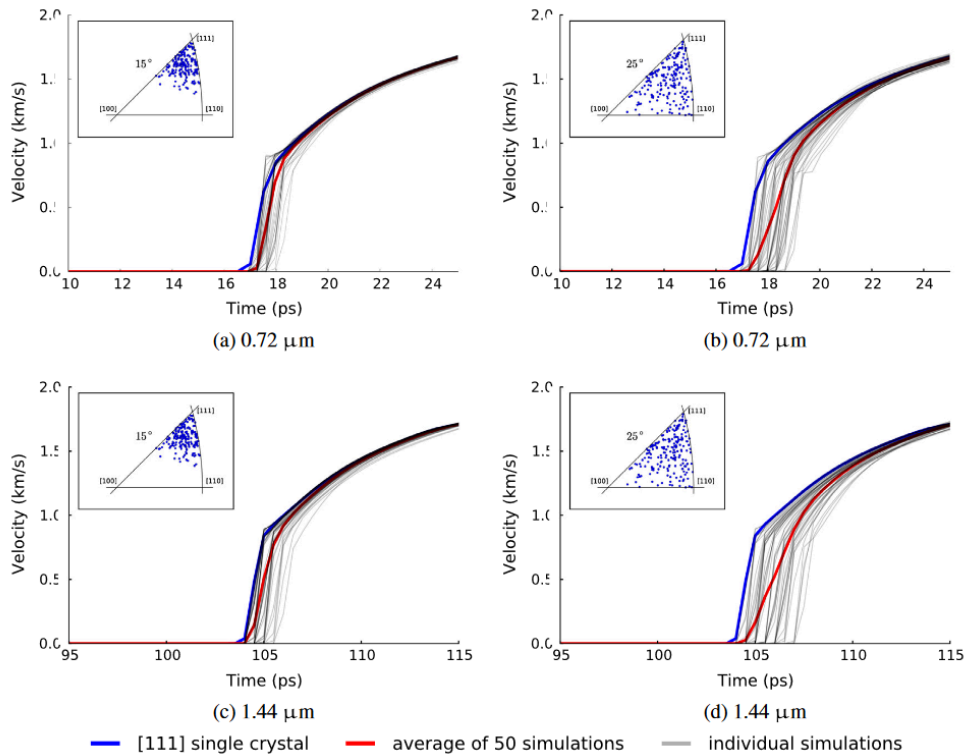 2.0
1.5
1.0
0.5
0.0
Velocity (km/s)
15°
[111]
[100]
[110]
10 12 14 16 18 20 22 24
Time (ps)
(a) 0.72 μm
2.0
1.5
1.0
0.5
0.0
Velocity (km/s)
25°
[111]
[100]
[110]
10 12 14 16 18 20 22 24
Time (ps)
(b) 0.72 μm
2.0
1.5
1.0
0.5
0.0
Velocity (km/s)
15°
[111]
[100]
[110]
95 100 105 110 115
Time (ps)
(c) 1.44 μm
2.0
1.5
1.0
0.5
0.0
Velocity (km/s)
25°
[111]
[100]
[110]
95 100 105 110 115
Time (ps)
(d) 1.44 μm
[111] single crystal average of 50 simulations individual simulations